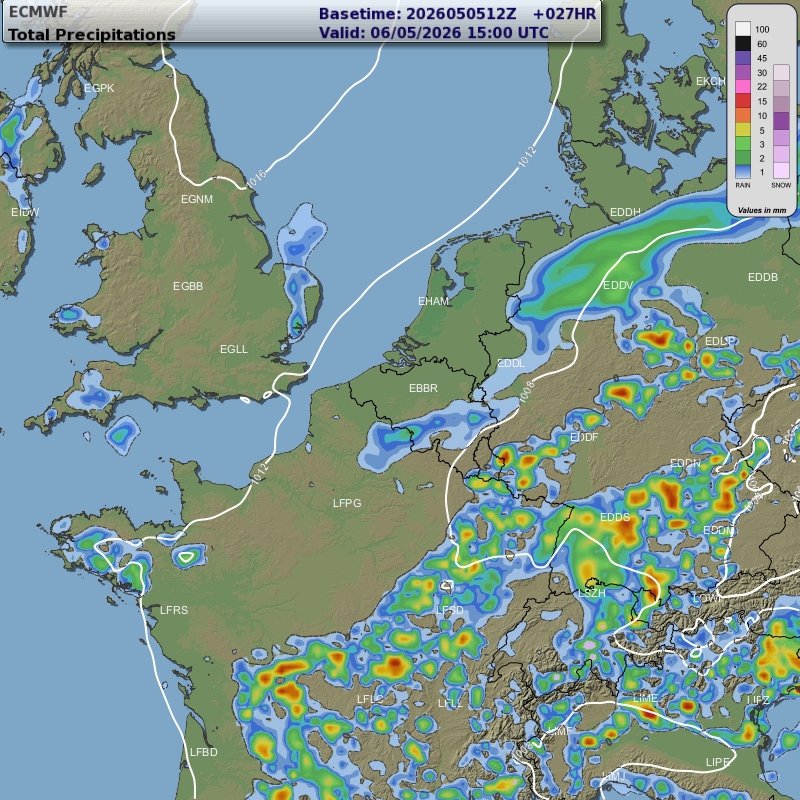 ECMWF
Basetime: 2026050512Z +027HR
Total Precipitations
Valid: 06/05/2026 15:00 UTC
100
60
45
30
22
15
10
5
3
2
1
RAIN
SNOW
Values in mm
EGPK
EKCH
1012
1016
EGNM
EIDW
EDDH
EGBB
EDDV
EDDB
EHAM
EGLL
EDDL
EDDP
EBBR
1008
EDDF
1012
EDDN
LFPG
EDDS
EDDM
LSZH
LOWI
LFRS
LFSD
LFLC
LFLL
LIME
LIPZ
LIMF
LFBD
LIPE
LIMJ